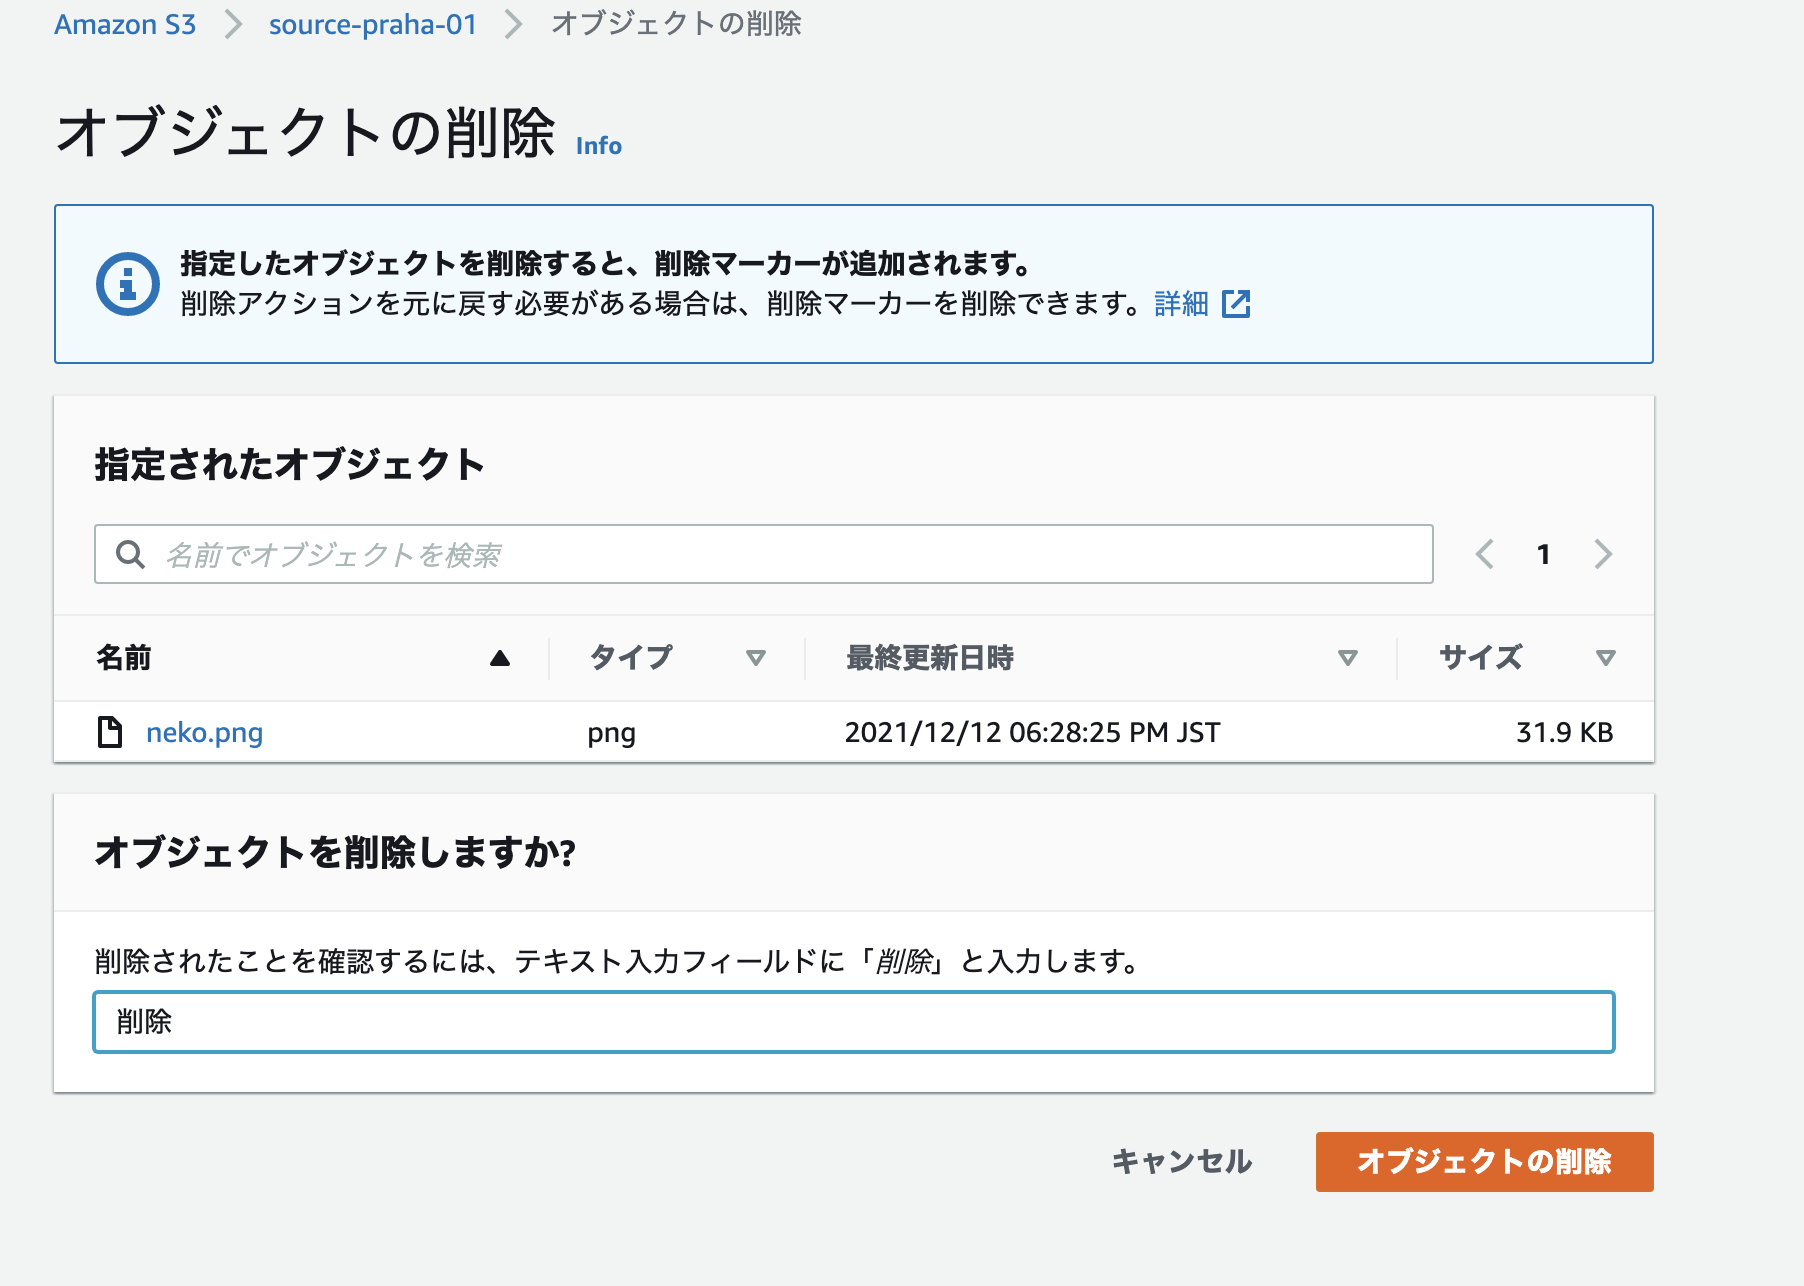 Amazon S3 > source-praha-01 > オブジェクトの削除
オブジェクトの削除 Info
指定したオブジェクトを削除すると、削除マーカーが追加されます。
削除アクションを元に戻す必要がある場合は、削除マーカーを削除できます。詳細
指定されたオブジェクト
名前でオブジェクトを検索 1
名前 タイプ 最終更新日時 サイズ
neko.png png 2021/12/12 06:28:25 PM JST 31.9 KB
オブジェクトを削除しますか?
削除されたことを確認するには、テキスト入力フィールドに「削除」と入力します。
削除
キャンセル オブジェクトの削除